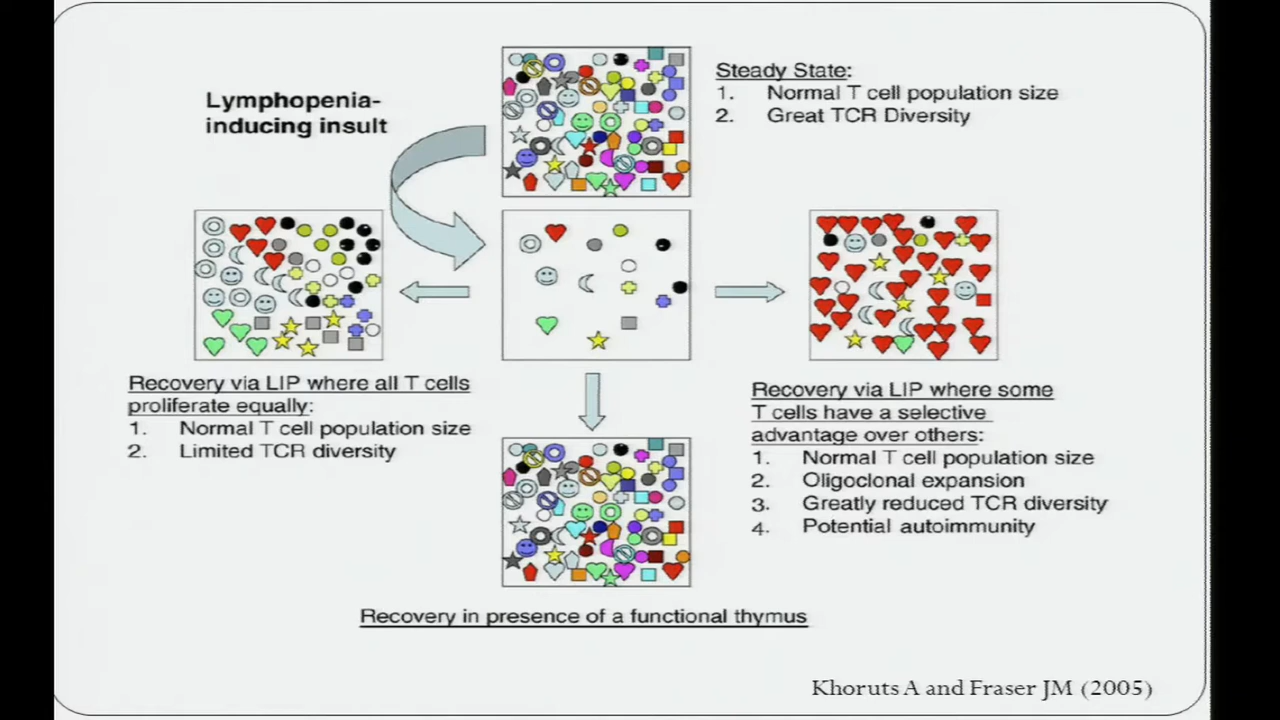 Lymphopenia-
inducing insult
Steady State:
1. Normal T cell population size
2. Great TCR Diversity
Recovery via LIP where all T cells
proliferate equally:
1. Normal T cell population size
2. Limited TCR diversity
Recovery via LIP where some
T cells have a selective
advantage over others:
1. Normal T cell population size
2. Oligoclonal expansion
3. Greatly reduced TCR diversity
4. Potential autoimmunity
Recovery in presence of a functional thymus
Khoruts A and Fraser JM (2005)